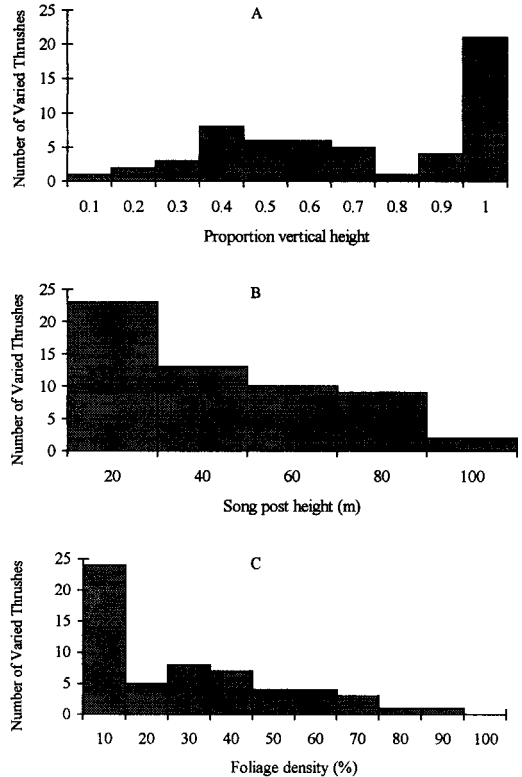 A
Number of Varied Thrushes
25
20
15
10
5
0
0.1 0.2 0.3 0.4 0.5 0.6 0.7 0.8 0.9 1
Proportion vertical height
B
Number of Varied Thrushes
25
20
15
10
5
0
20 40 60 80 100
Song post height (m)
C
Number of Varied Thrushes
25
20
15
10
5
0
10 20 30 40 50 60 70 80 90 100
Foliage density (%)